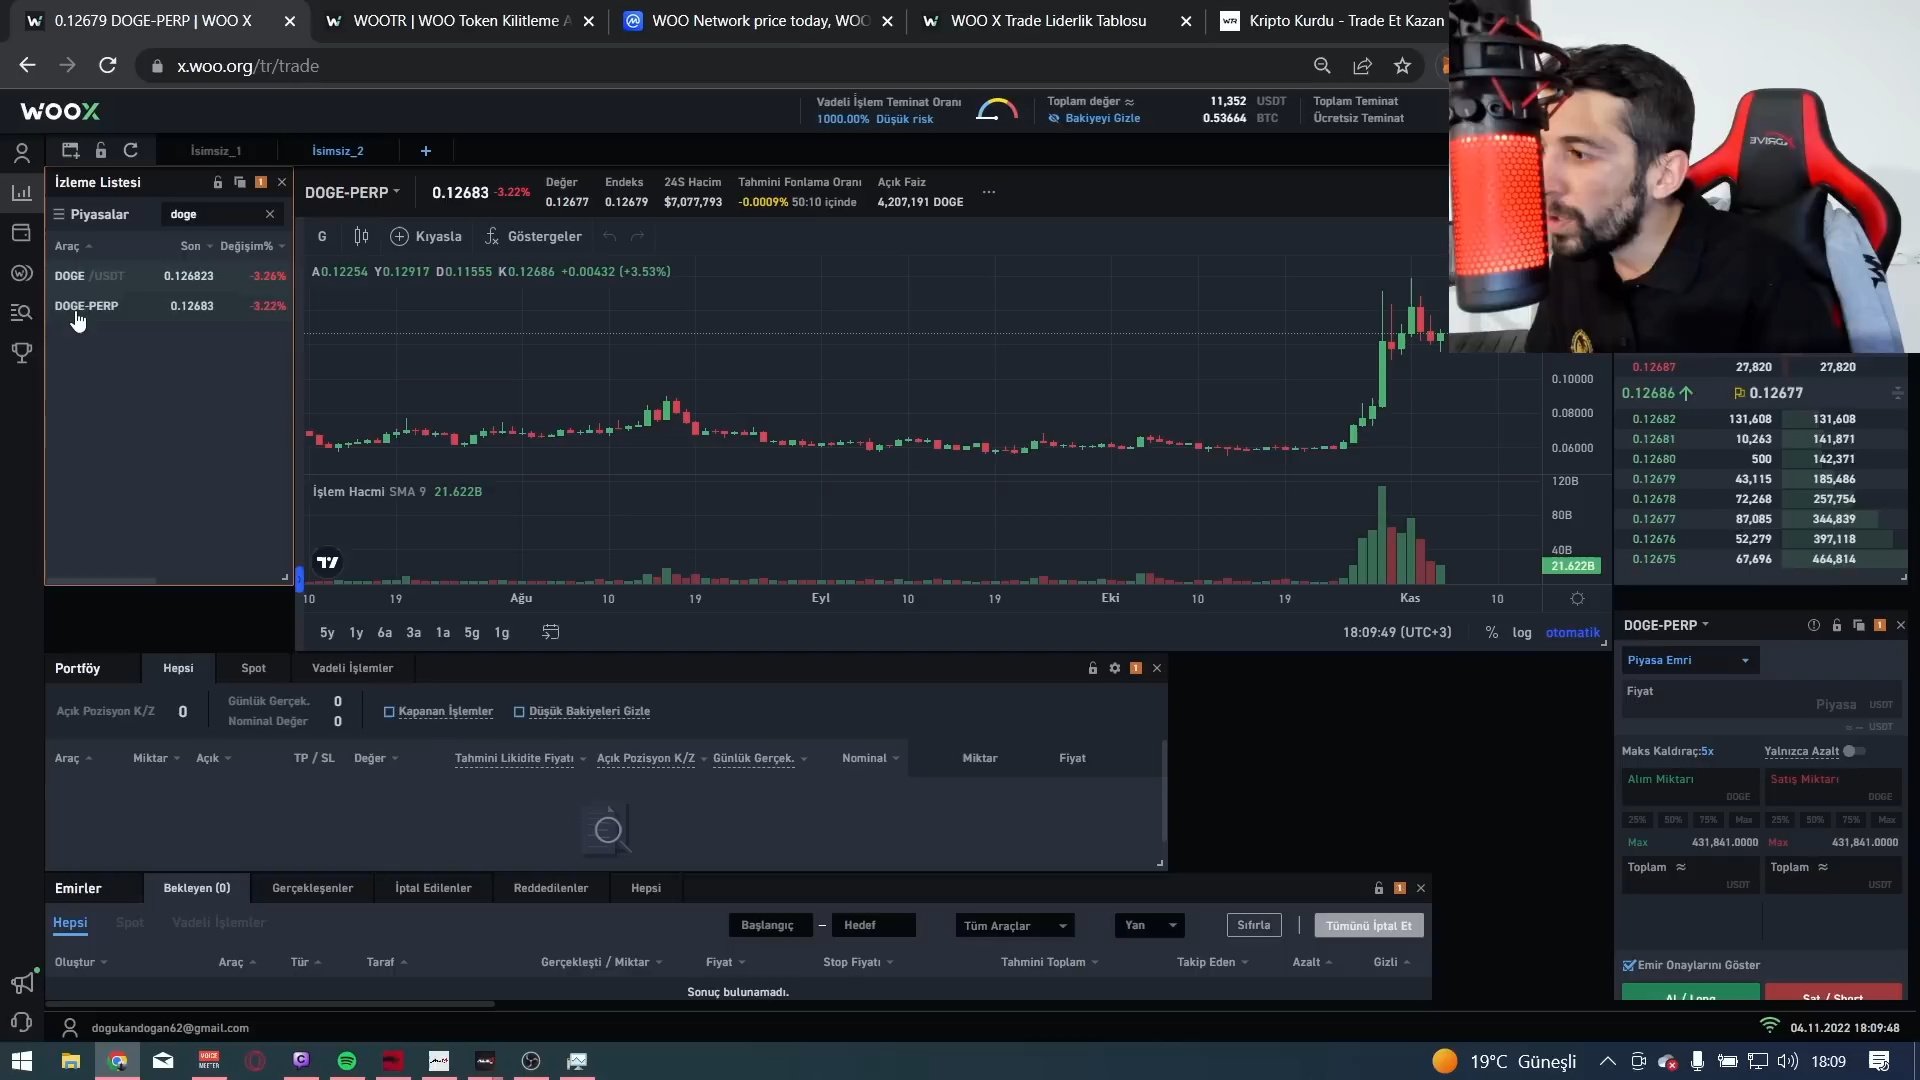 0.12679 DOGE-PERP | WOO X
WOOTR | WOO Token Kilitleme A
WOO Network price today, WOO
WOO X Trade Liderlik Tablosu
WR Kripto Kurdu - Trade Et Kazan
x.woo.org/tr/trade
WOOX
Vadeli İşlem Teminat Oranı
1000.00% Düşük risk
Toplam değer ≈ 11,352 USDT
Bakiyeyi Gizle 0.53664 BTC
Toplam Teminat
Ücretsiz Teminat
İsimsiz_1 İsimsiz_2 +
İzleme Listesi 1
Piyasalar doge
Araç Son Değişim%
DOGE /USDT 0.126823 -3.26%
DOGE-PERP 0.12683 -3.22%
DOGE-PERP 0.12683 -3.22%
Değer Endeks 24S Hacim Tahmini Fonlama Oranı Açık Faiz
0.12677 0.12679 $7,077,793 -0.0009% 50:10 içinde 4,207,191 DOGE
G Kıyasla Göstergeler
A0.12254 Y0.12917 D0.11555 K0.12686 +0.00432 (+3.53%)
0.10000
0.08000
0.06000
İşlem Hacmi SMA 9 21.622B
120B
80B
40B
21.622B
10 19 Ağu 10 19 Eyl 10 19 Eki 10 19 Kas 10
5y 1y 6a 3a 1a 5g 1g
18:09:49 (UTC+3) % log otomatik
DRIVE
0.12687 27,820 27,820
0.12686 0.12677
0.12682 131,608 131,608
0.12681 10,263 141,871
0.12680 500 142,371
0.12679 43,115 185,486
0.12678 72,268 257,754
0.12677 87,085 344,839
0.12676 52,279 397,118
0.12675 67,696 464,814
DOGE-PERP 1
Piyasa Emri
Fiyat
Piyasa USDT
≈ — USDT
Maks Kaldıraç:5x Yalnızca Azalt
Alım Miktarı Satış Miktarı
DOGE DOGE
25% 50% 75% Max 25% 50% 75% Max
Max 431,841.0000 Max 431,841.0000
Toplam ≈ Toplam ≈
USDT USDT
Emir Onaylarını Göster
Al / Long Sat / Short
Portföy Hepsi Spot Vadeli İşlemler 1
Açık Pozisyon K/Z 0
Günlük Gerçek. 0
Nominal Değer 0
Kapanan İşlemler Düşük Bakiyeleri Gizle
Araç Miktar Açık TP / SL Değer Tahmini Likidite Fiyatı Açık Pozisyon K/Z Günlük Gerçek. Nominal Miktar Fiyat
Emirler Bekleyen (0) Gerçekleşenler İptal Edilenler Reddedilenler Hepsi 1
Hepsi Spot Vadeli İşlemler
Başlangıç – Hedef Tüm Araçlar Yan Sıfırla | Tümünü İptal Et
Oluştur Araç Tür Taraf Gerçekleşti / Miktar Fiyat Stop Fiyatı Tahmini Toplam Takip Eden Azalt Gizli
Sonuç bulunamadı.
dogukandogan62@gmail.com
04.11.2022 18:09:48
VOICE MEETER
19°C Güneşli
18:09